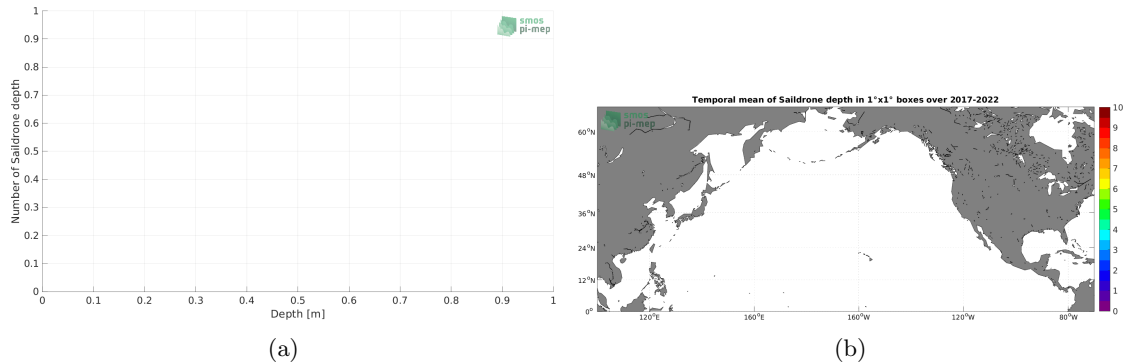 1
0.9
0.8
0.7
0.6
0.5
0.4
0.3
0.2
0.1
0
Number of Saildrone depth
0 0.1 0.2 0.3 0.4 0.5 0.6 0.7 0.8 0.9 1
Depth [m]
smos
pi-mep
(a)
Temporal mean of Saildrone depth in 1°x1° boxes over 2017-2022
smos
pi-mep
60°N
48°N
36°N
24°N
12°N
0°
120°E 160°E 160°W 120°W 80°W
10
9
8
7
6
5
4
3
2
1
0
(b)